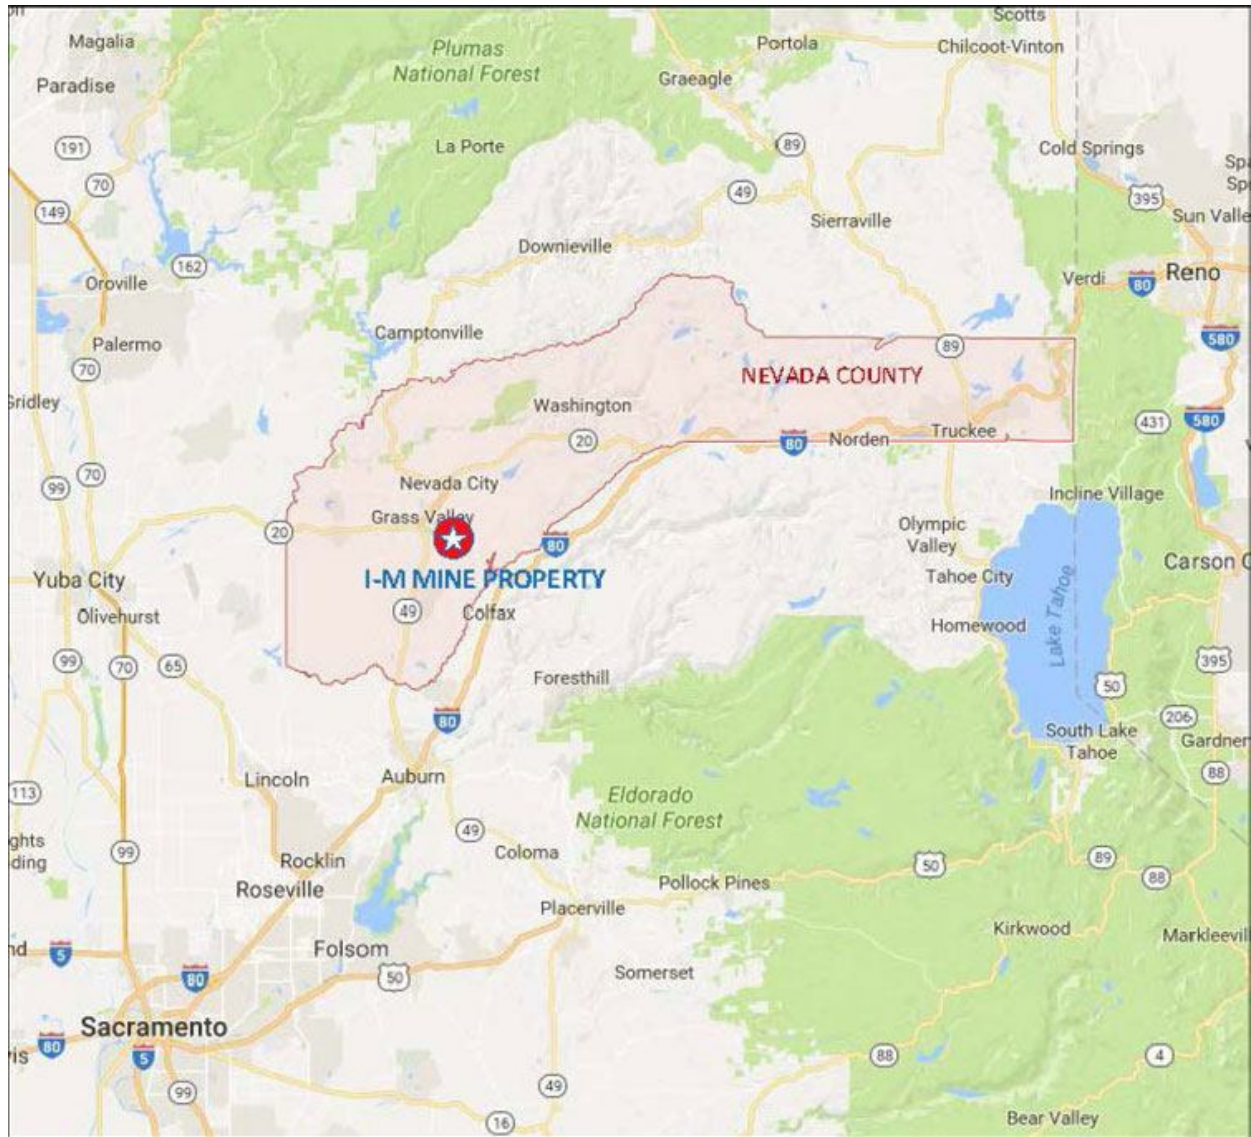 Scotts
Magalia
Plumas
National Forest
Portola
Chilcoot-Vinton
Paradise
Graeagle
191
La Porte
89
Cold Springs
70
49
395
149
Sierraville
Sun Valle
Downieville
162
Oroville
Verdi
80
Reno
Camptonville
580
Palermo
89
70
NEVADA COUNTY
Gridley
Washington
431
580
20
80
Norden
Truckee
99
70
Nevada City
Incline Village
Grass Valley
20
80
Olympic
Valley
Carson C
Yuba City
I-M MINE PROPERTY
Tahoe City
Olivehurst
49
Colfax
Lake Tahoe
Homewood
99
70
65
395
Foresthill
50
80
206
South Lake
Tahoe
Gardner
Lincoln
Auburn
88
113
Eldorado
National Forest
49
ghts
ding
99
Coloma
89
50
88
Rocklin
Roseville
Pollock Pines
Placerville
Kirkwood
Markleevill
nd
5
Folsom
80
50
Somerset
Sacramento
80
vis
5
88
4
99
49
16
Bear Valley